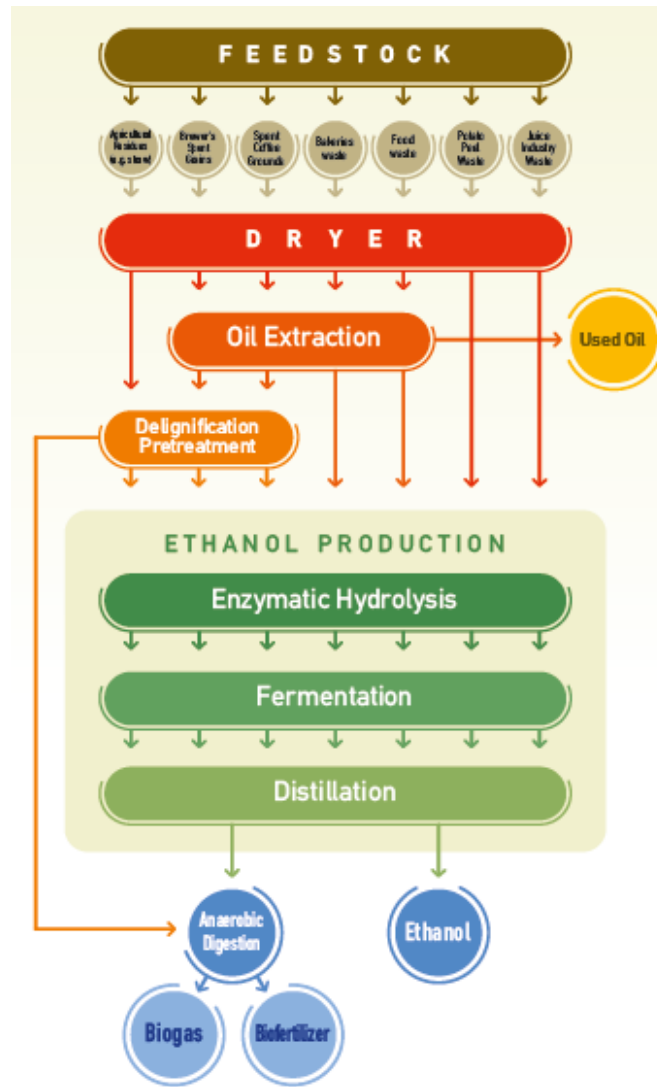 FEEDSTOCK
Agricultural
Residues
(e.g. straw)
Brewer's
Spent
Grains
Spent
Coffee
Grounds
Bakeries
waste
Food
waste
Potato
Peel
Waste
Juice
Industry
Waste
DRYER
Oil Extraction
Used Oil
Delignification
Pretreatment
ETHANOL PRODUCTION
Enzymatic Hydrolysis
Fermentation
Distillation
Anaerobic
Digestion
Ethanol
Biogas
Biofertilizer